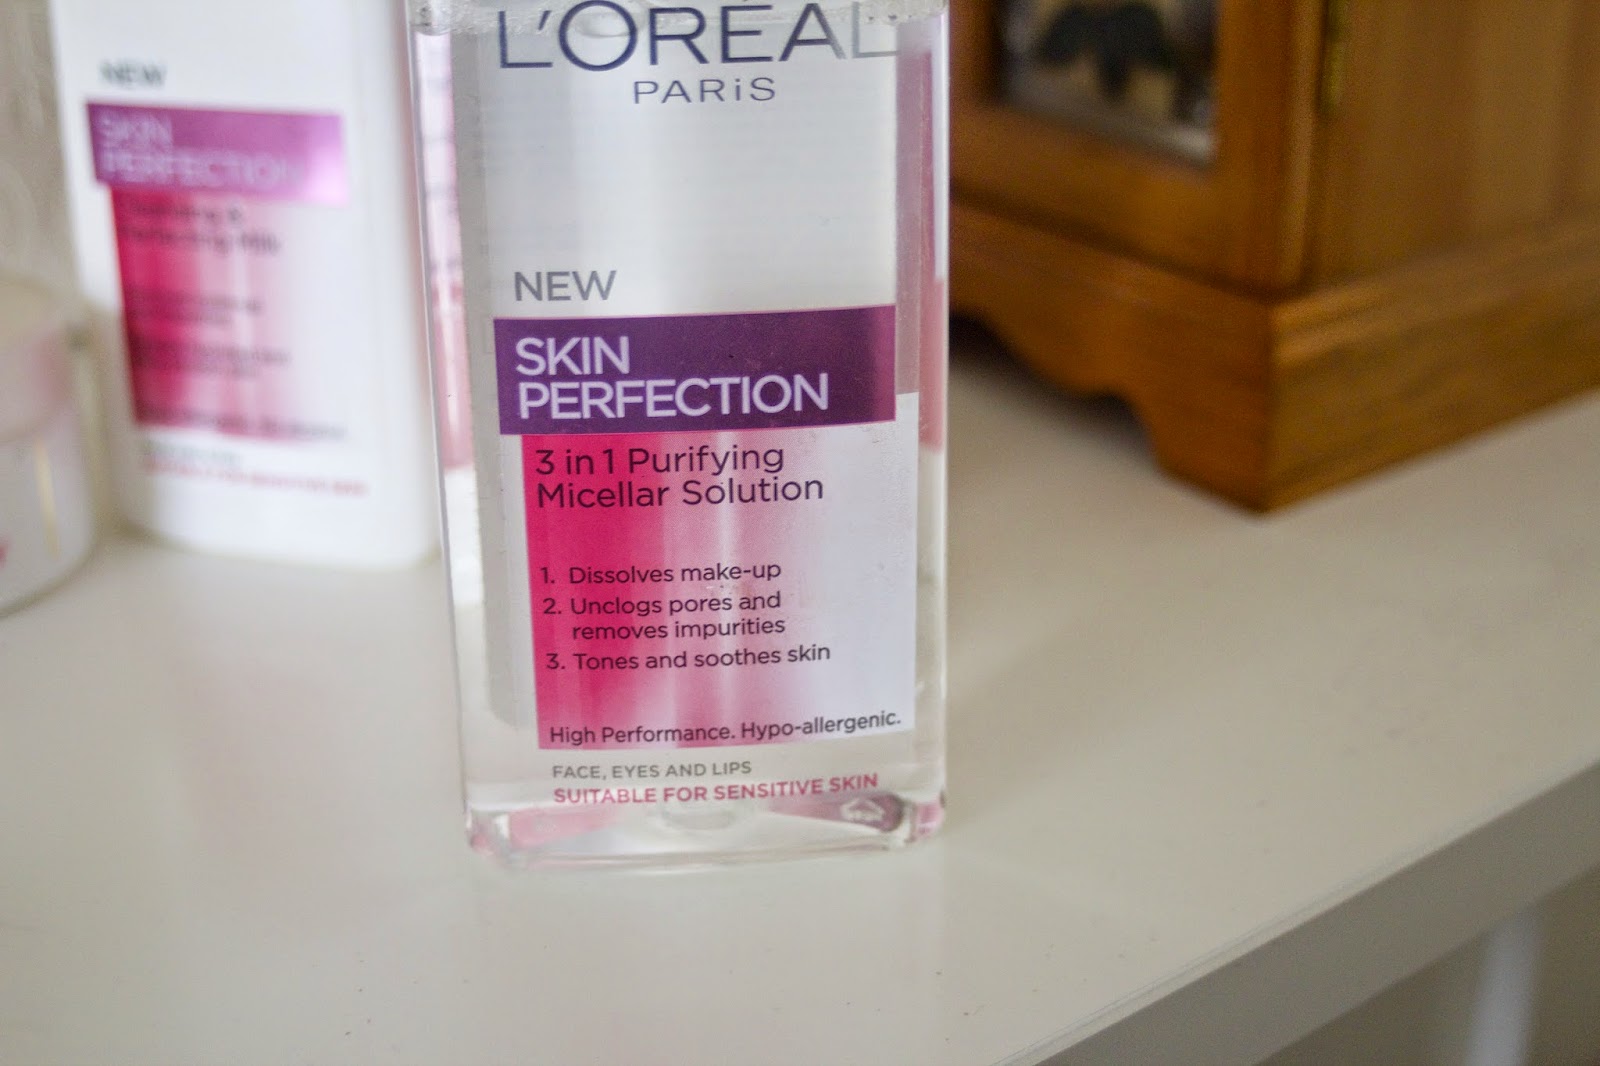 NEW
SKIN
PERFECTION
L'ORÉAL
PARiS
NEW
SKIN
PERFECTION
3 in 1 Purifying
Micellar Solution
1. Dissolves make-up
2. Unclogs pores and
removes impurities
3. Tones and soothes skin
High Performance. Hypo-allergenic.
FACE, EYES AND LIPS
SUITABLE FOR SENSITIVE SKIN